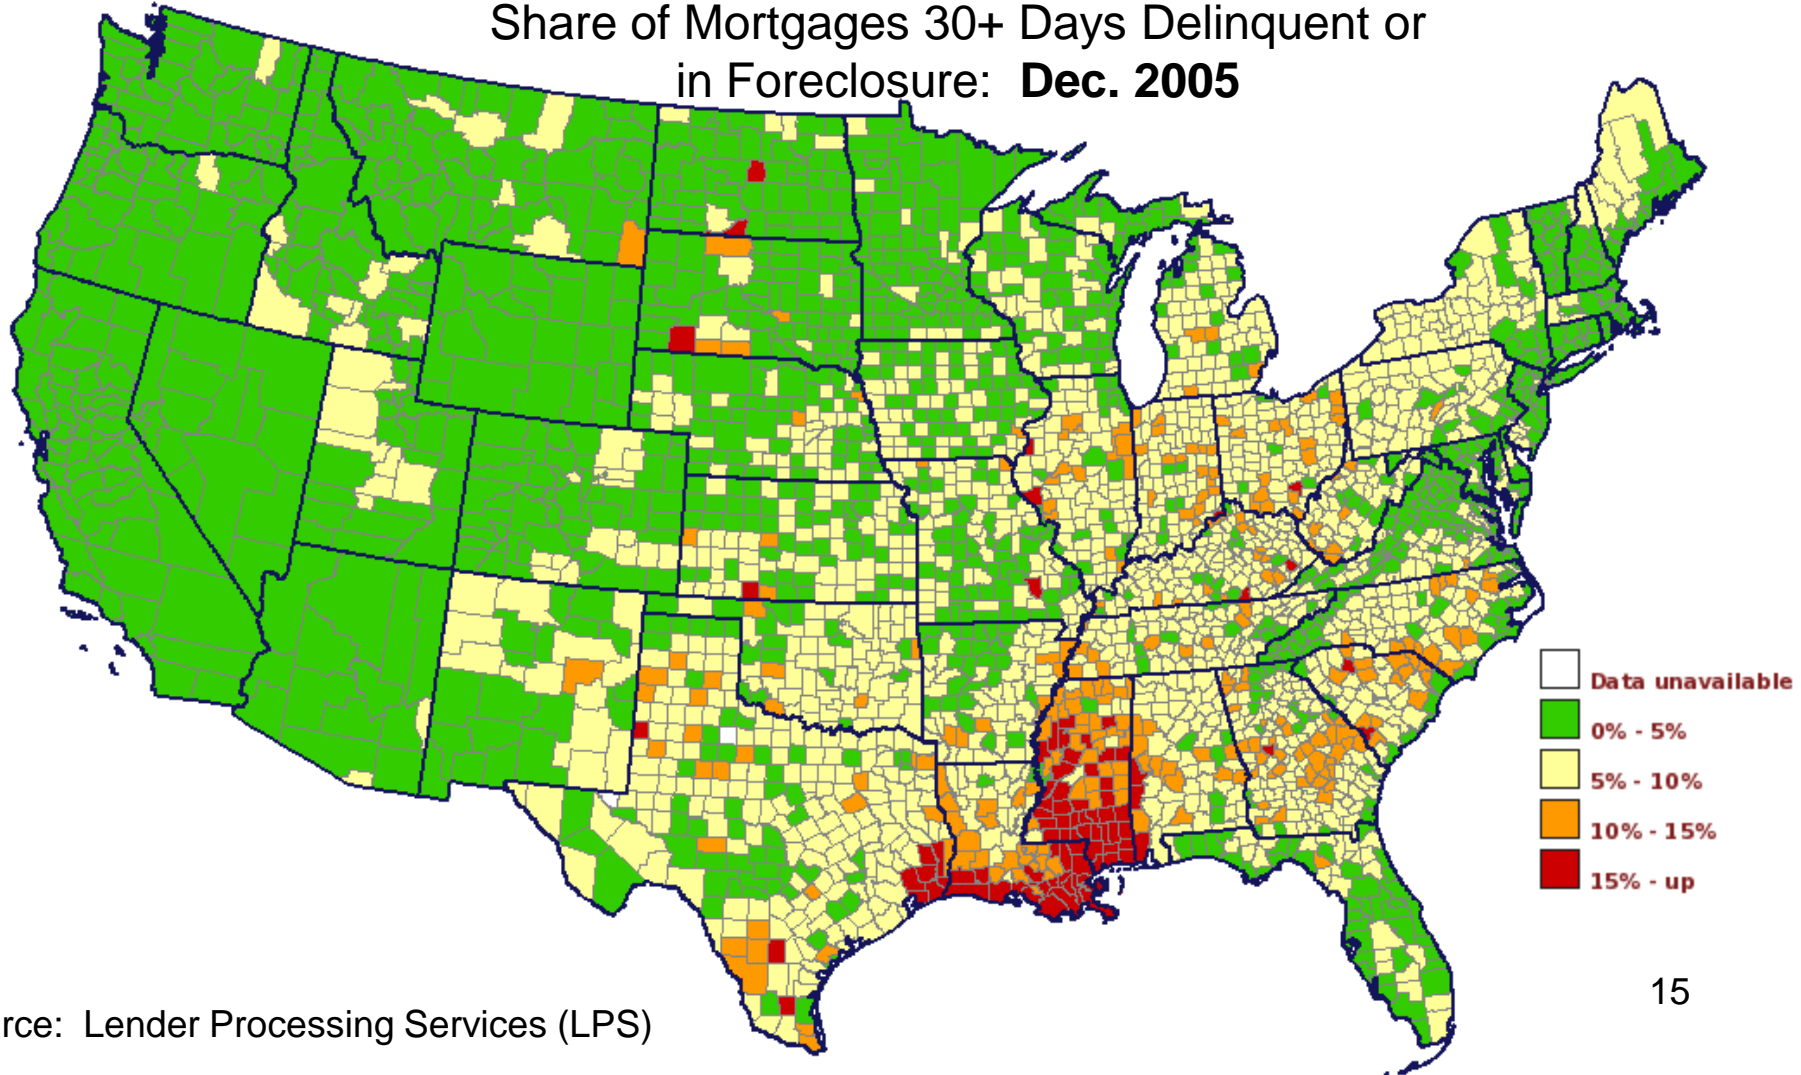 Share of Mortgages 30+ Days Delinquent or
in Foreclosure: Dec. 2005
Data unavailable
0% - 5%
5% - 10%
10% - 15%
15% - up
15
rce: Lender Processing Services (LPS)